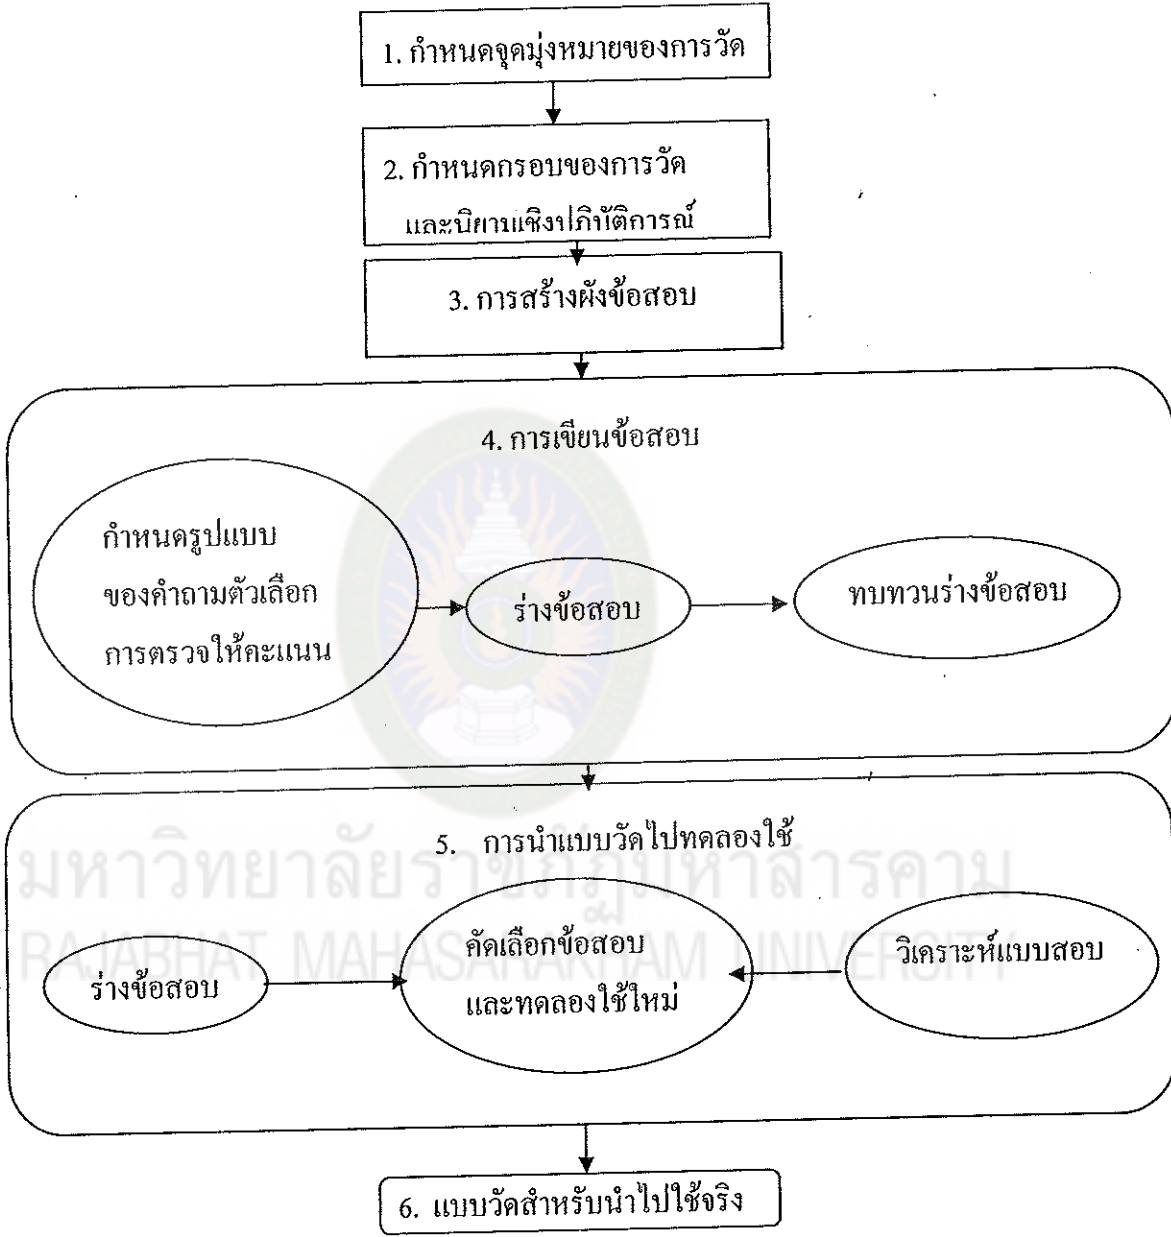 1. กำหนดจุดมุ่งหมายของการวัด
2. กำหนดกรอบของการวัด
และนิยามเชิงปฏิบัติการณ์
3. การสร้างผังข้อสอบ
4. การเขียนข้อสอบ
กำหนดรูปแบบ
ของคำถามตัวเลือก
การตรวจให้คะแนน
ร่างข้อสอบ
ทบทวนร่างข้อสอบ
5. การนำแบบวัดไปทดลองใช้
มหาวิทยาลัยราชภัฏมหาสารคาม
RAJABHAT MAHASARAKHAM UNIVERSITY
ร่างข้อสอบ
คัดเลือกข้อสอบ
และทดลองใช้ใหม่
วิเคราะห์แบบสอบ
6. แบบวัดสำหรับนำไปใช้จริง